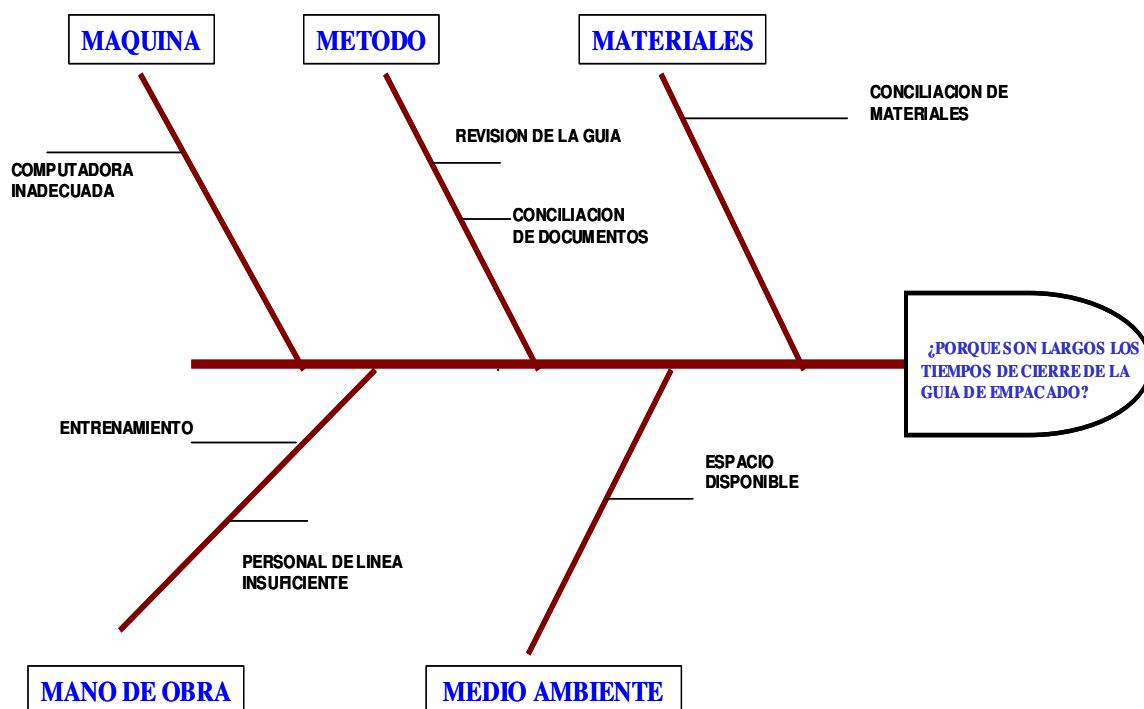 MAQUINA
METODO
MATERIALES
CONCILIACION DE
MATERIALES
REVISION DE LA GUIA
COMPUTADORA
INADECUADA
CONCILIACION
DE DOCUMENTOS
¿PORQUE SON LARGOS LOS
TIEMPOS DE CIERRE DE LA
GUIA DE EMPACADO?
ENTRENAMIENTO
ESPACIO
DISPONIBLE
PERSONAL DE LINEA
INSUFICIENTE
MANO DE OBRA
MEDIO AMBIENTE